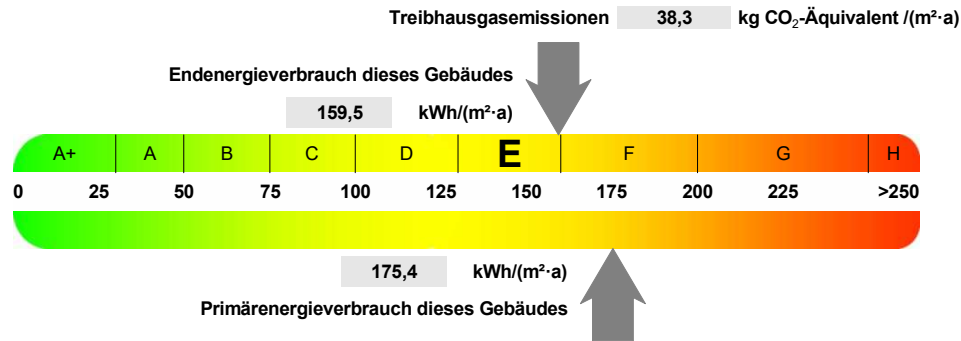 Treibhausgasemissionen 38,3 kg CO₂-Äquivalent /(m²·a)
Endenergieverbrauch dieses Gebäudes
159,5 kWh/(m²·a)
A+ A B C D E F G H
0 25 50 75 100 125 150 175 200 225 >250
175,4 kWh/(m²·a)
Primärenergieverbrauch dieses Gebäudes